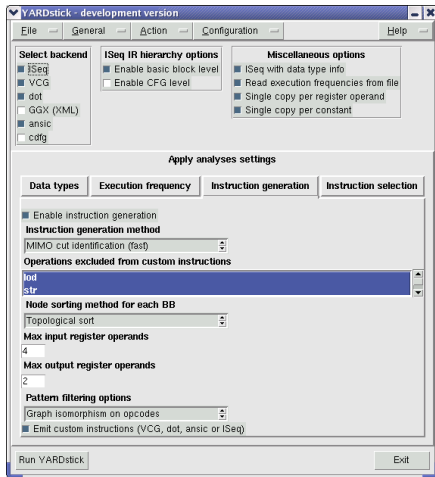 YARDstick - development version
File General Action Configuration Help
Select backend
ISeq
VCG
dot
GGX (XML)
ansic
cdfg
ISeq IR hierarchy options
Enable basic block level
Enable CFG level
Miscellaneous options
ISeq with data type info
Read execution frequencies from file
Single copy per register operand
Single copy per constant
Apply analyses settings
Data types Execution frequency Instruction generation Instruction selection
Enable instruction generation
Instruction generation method
MIMO cut identification (fast)
Operations excluded from custom instructions
lod
str
Node sorting method for each BB
Topological sort
Max input register operands
4
Max output register operands
2
Pattern filtering options
Graph isomorphism on opcodes
Emit custom instructions (VCG, dot, ansic or ISeq)
Run YARDstick Exit